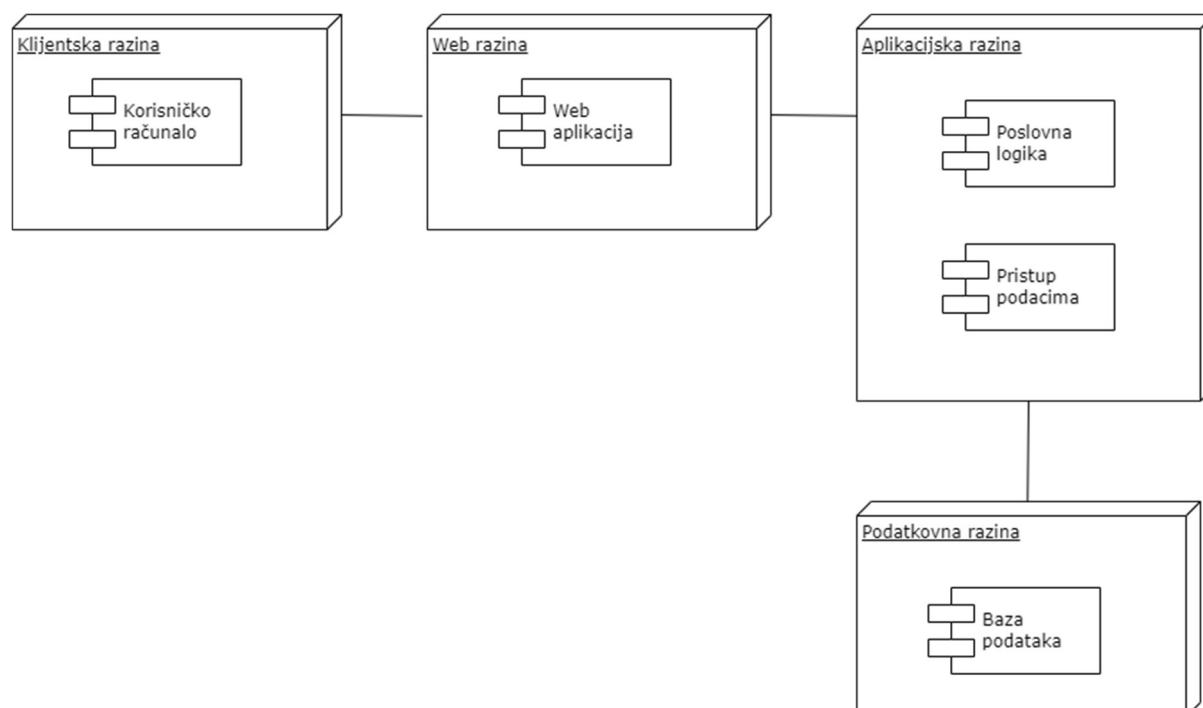 Klijentska razina
Korisničko
računalo
Web razina
Web
aplikacija
Aplikacijska razina
Poslovna
logika
Pristup
podacima
Podatkovna razina
Baza
podataka